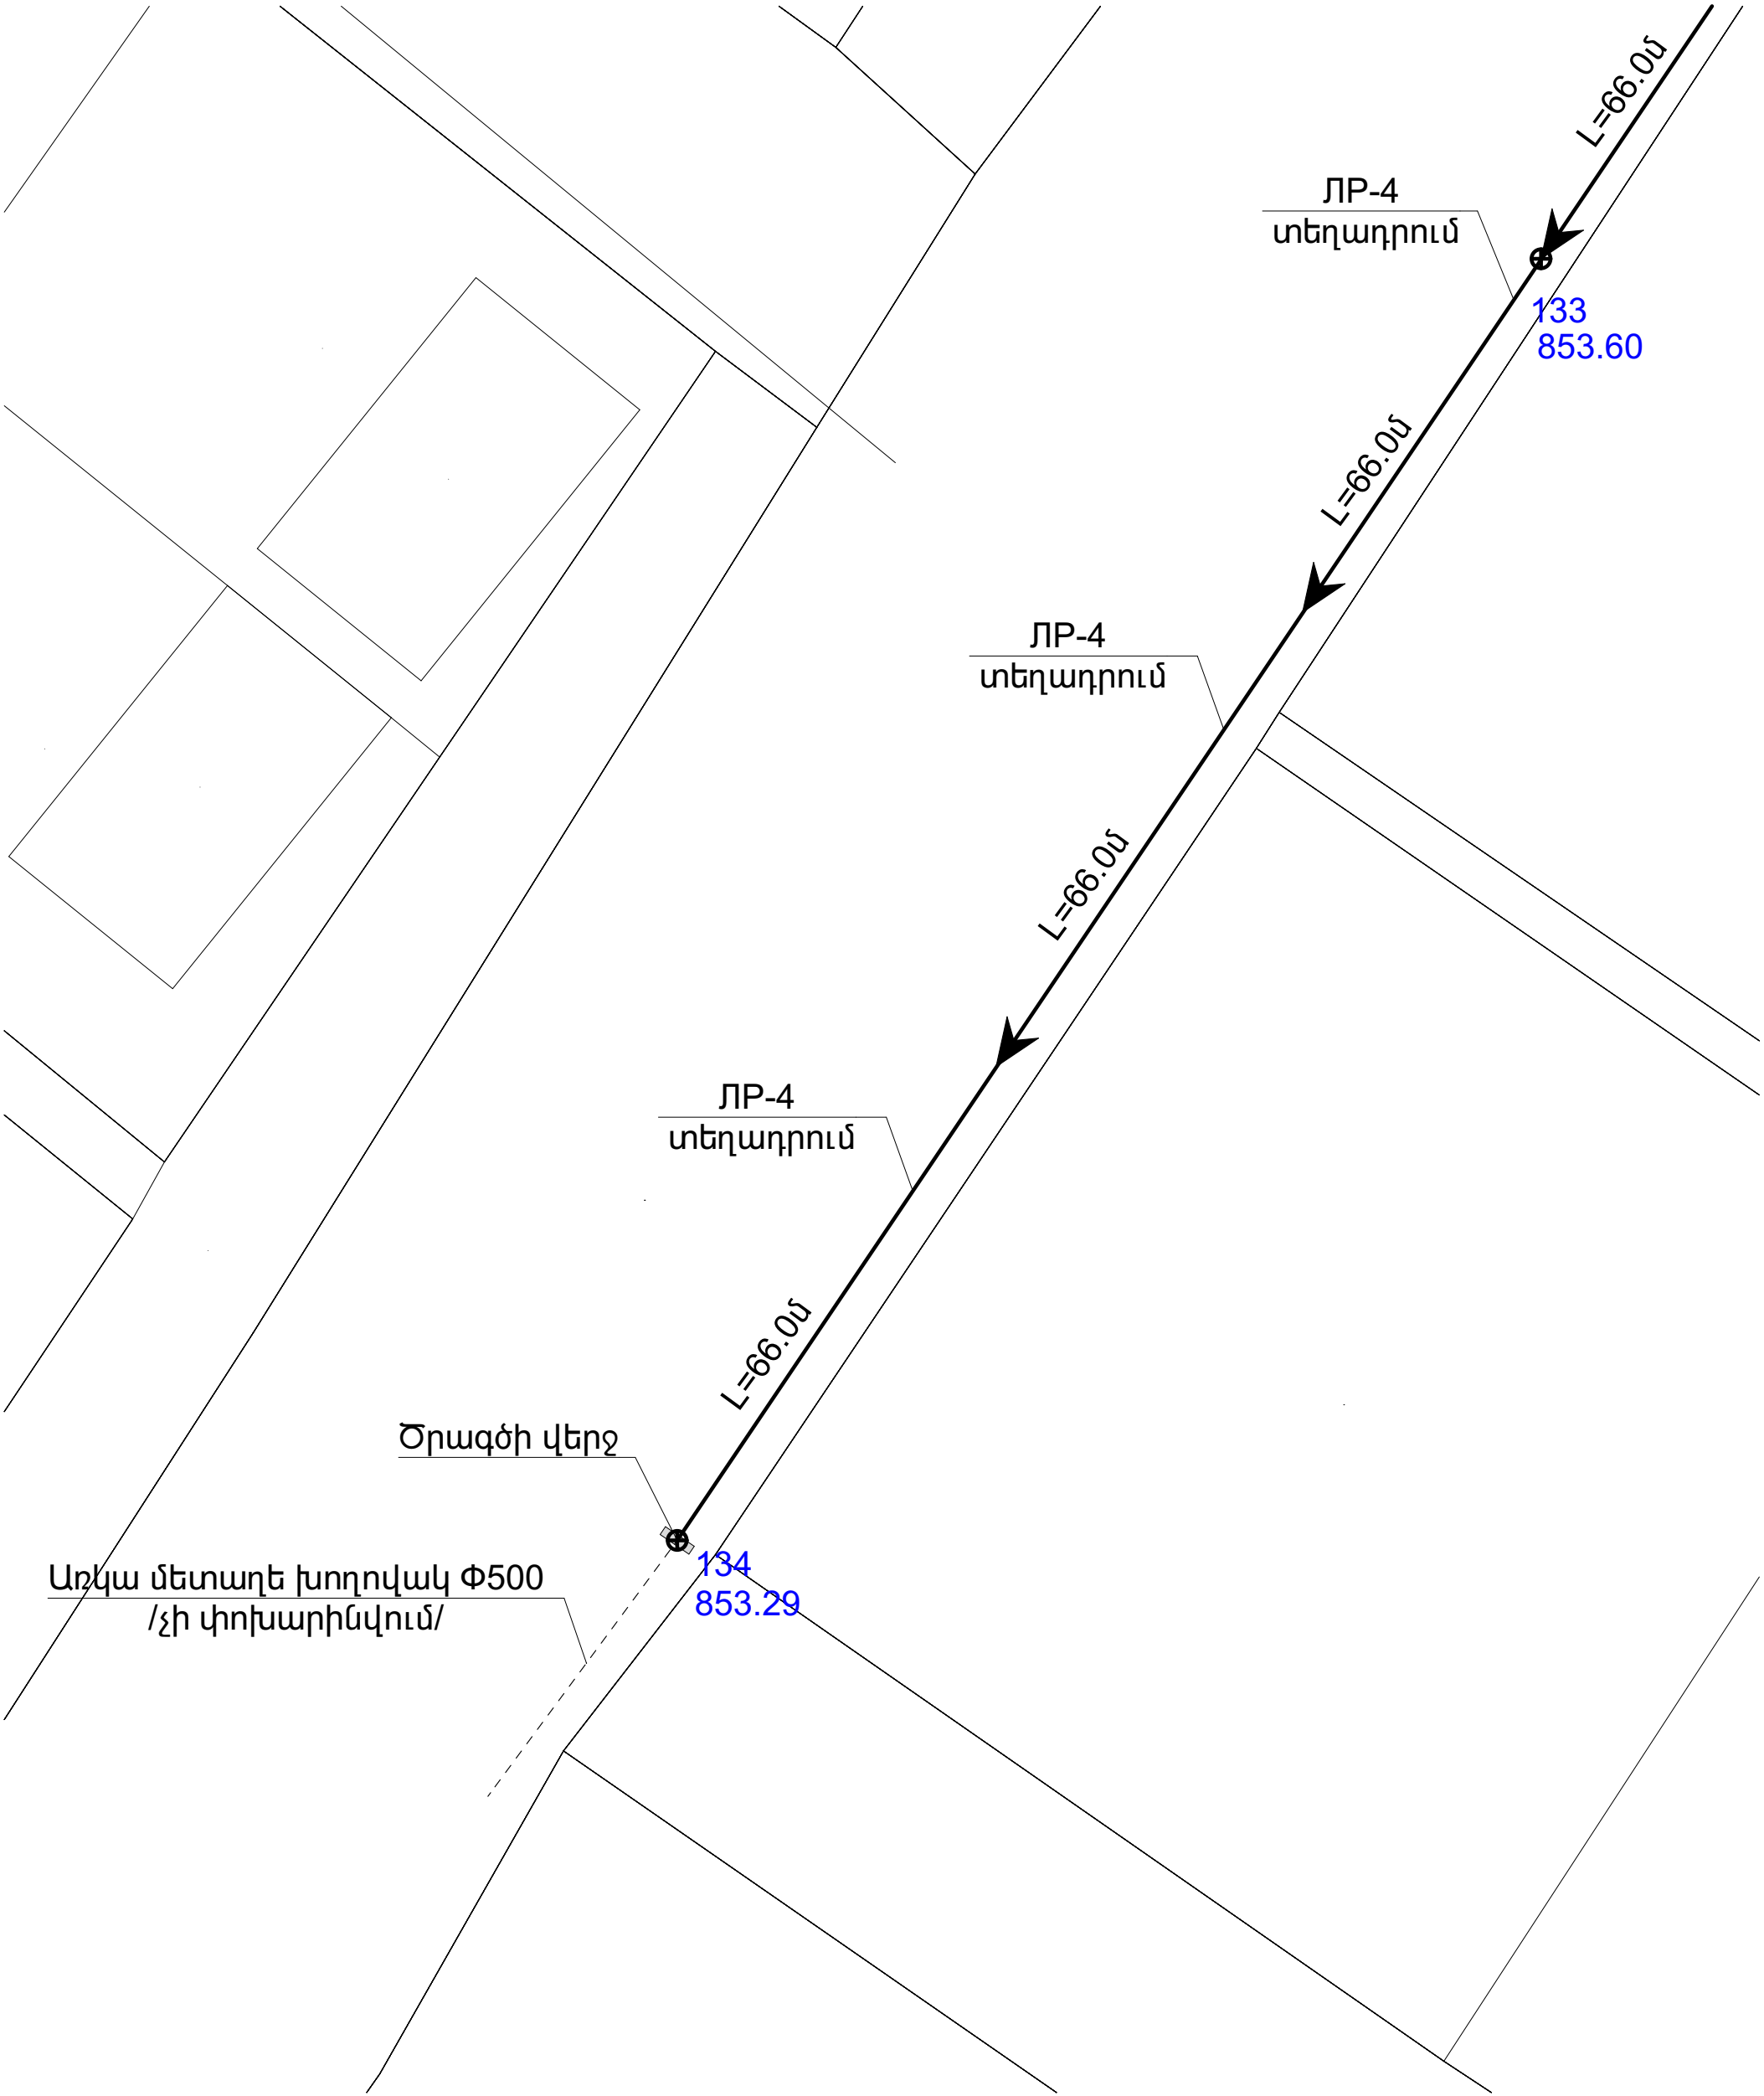 L=66.0մ
ЛР-4
տեղադրում
133
853.60
L=66.0մ
ЛР-4
տեղադրում
L=66.0մ
ЛР-4
տեղադրում
L=66.0մ
Ծրագծի վերջ
134
853.29
Առկա մետաղե խողովակ Փ500
/չի փոխարինվում/